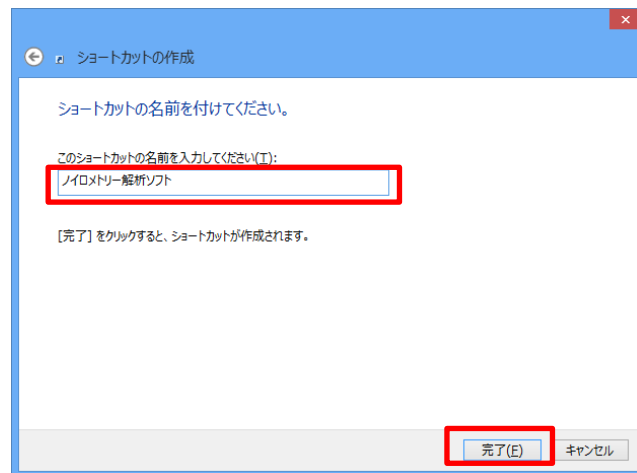 ショートカットの作成
ショートカットの名前を付けてください。
このショートカットの名前を入力してください(T):
ノイロメトリー解析ソフト
[完了] をクリックすると、ショートカットが作成されます。
完了(F) キャンセル